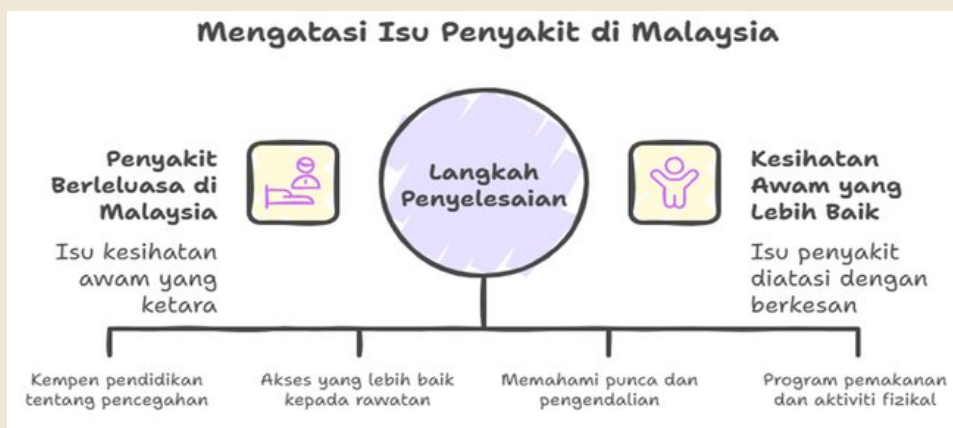 Mengatasi Isu Penyakit di Malaysia
Penyakit
Berleluasa di
Malaysia
Isu kesihatan
awam yang
ketara
Langkah
Penyelesaian
Kesihatan
Awam yang
Lebih Baik
Isu penyakit
diatasi dengan
berkesan
Kempen pendidikan
tentang pencegahan
Akses yang lebih baik
kepada rawatan
Memahami punca dan
pengendalian
Program pemakanan
dan aktiviti fizikal